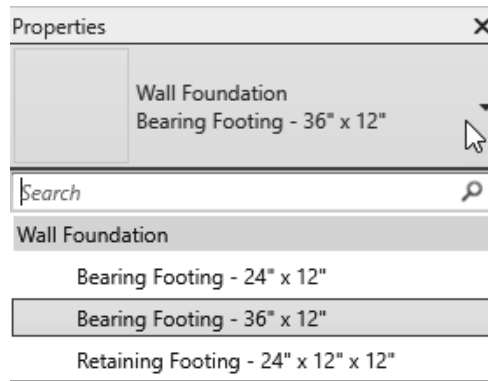 Properties
Wall Foundation
Bearing Footing - 36" x 12"
Search
Wall Foundation
Bearing Footing - 24" x 12"
Bearing Footing - 36" x 12"
Retaining Footing - 24" x 12" x 12"